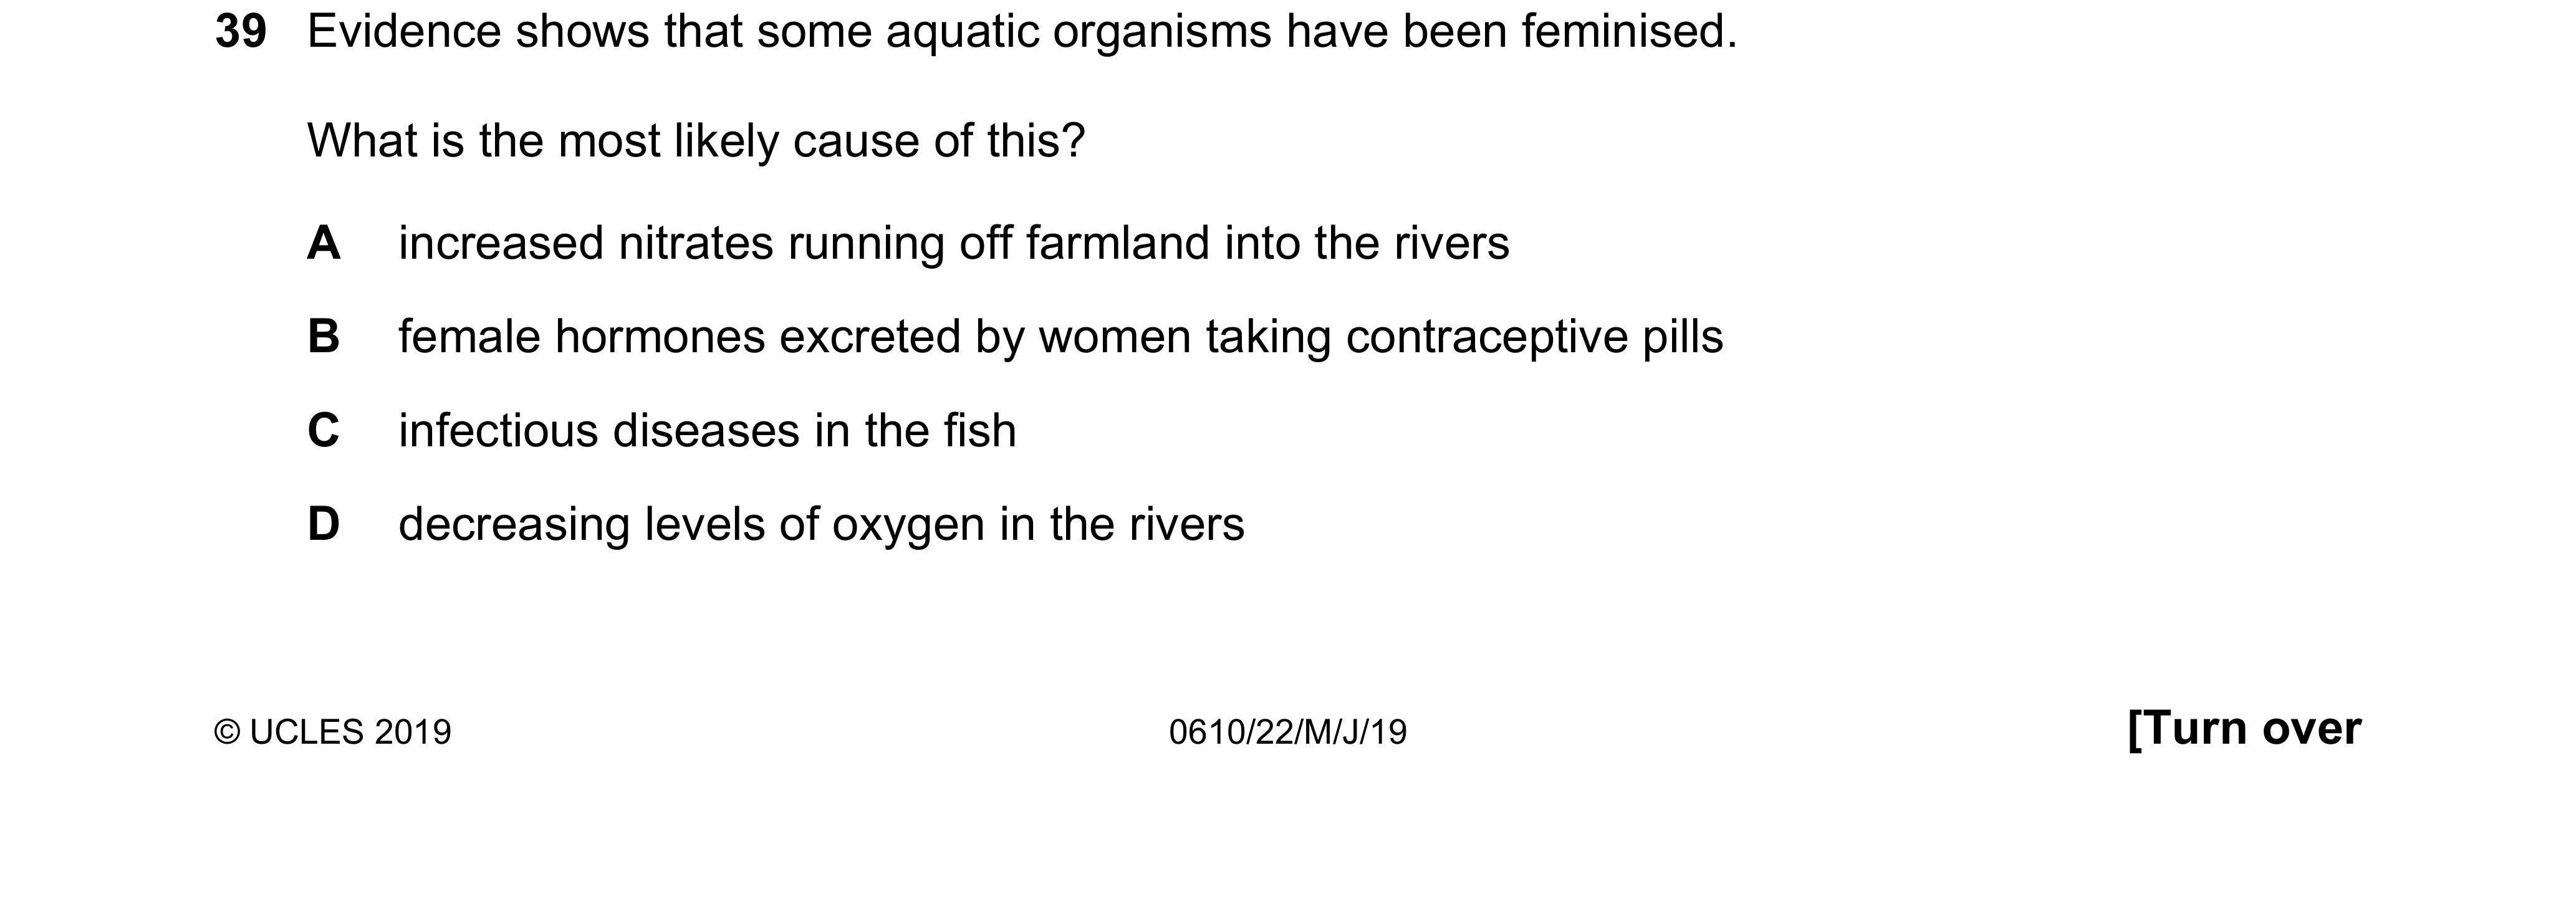 39 Evidence shows that some aquatic organisms have been feminised.
What is the most likely cause of this?
A increased nitrates running off farmland into the rivers
B female hormones excreted by women taking contraceptive pills
C infectious diseases in the fish
D decreasing levels of oxygen in the rivers
© UCLES 2019 0610/22/M/J/19 [Turn over